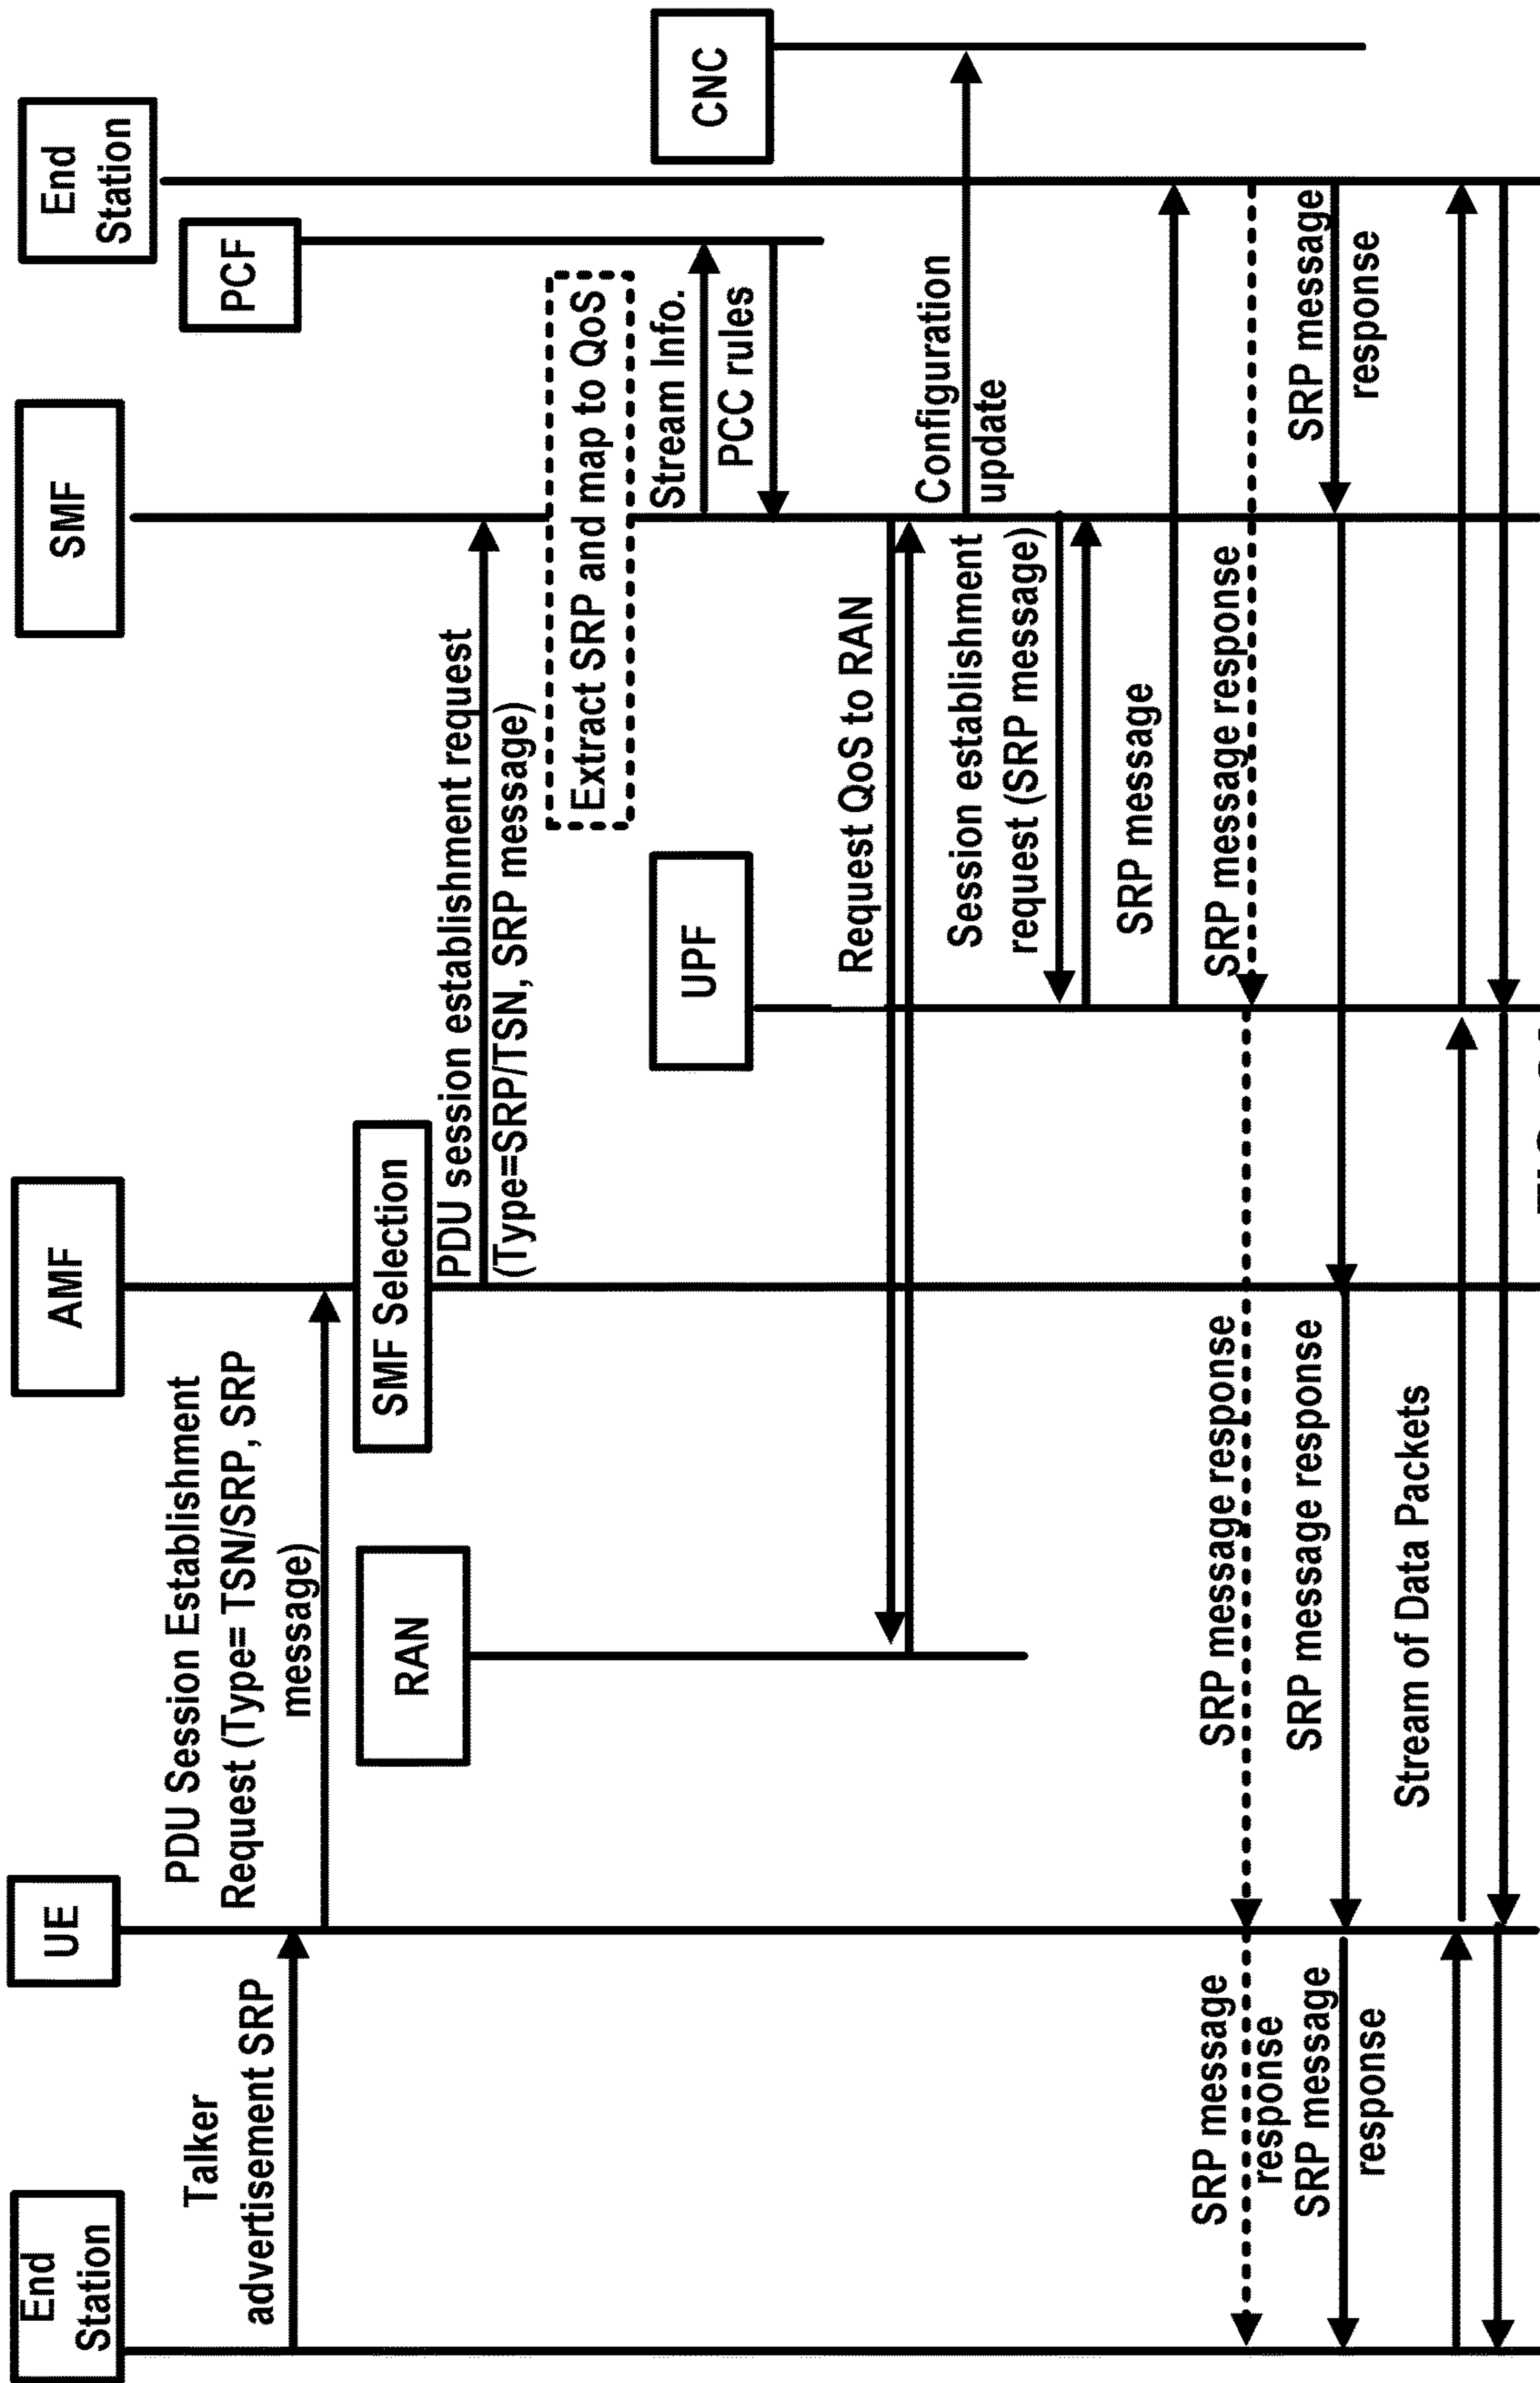 End
Station
UE
AMF
SMF
End
Station
PCF
RAN
UPF
CNC
Talker
advertisement SRP
PDU Session Establishment
Request (Type= TSN/SRP, SRP
message)
SMF Selection
PDU session establishment request
(Type=SRP/TSN, SRP message)
Extract SRP and map to QoS
Stream Info.
PCC rules
Request QoS to RAN
Configuration
update
Session establishment
request (SRP message)
SRP message
SRP message response
SRP message response
SRP message
response
SRP message
response
SRP message response
SRP message
response
Stream of Data Packets